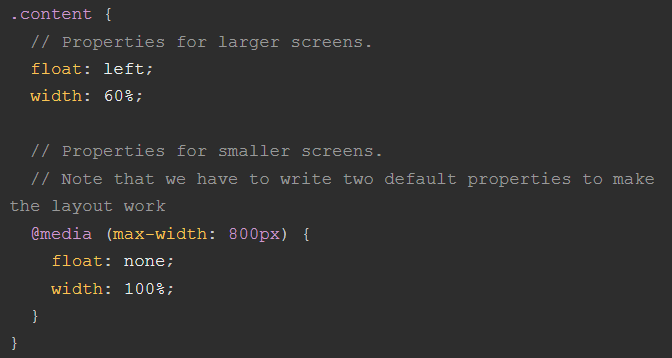 .content {
  // Properties for larger screens.
  float: left;
  width: 60%;

  // Properties for smaller screens.
  // Note that we have to write two default properties to make
the layout work
  @media (max-width: 800px) {
    float: none;
    width: 100%;
  }
}